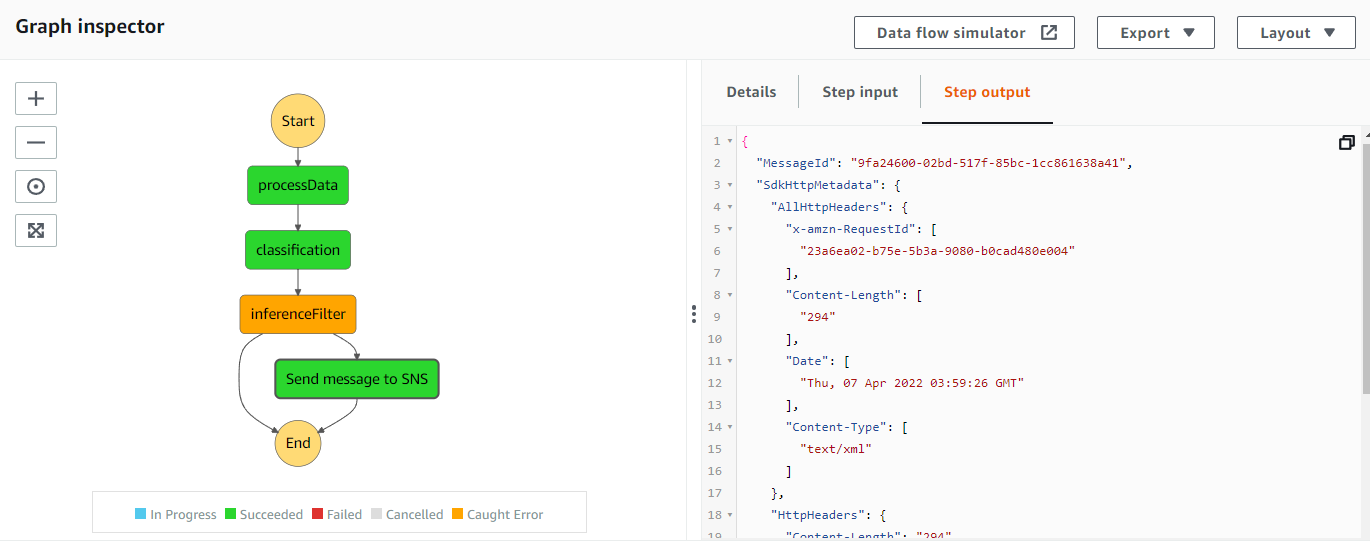 Graph inspector
Data flow simulator
Export
Layout
Start
processData
classification
inferenceFilter
Send message to SNS
End
In Progress
Succeeded
Failed
Cancelled
Caught Error
Details
Step input
Step output
1 {
2 "MessageId": "9fa24600-02bd-517f-85bc-1cc861638a41",
3 "SdkHttpMetadata": {
4 "AllHttpHeaders": {
5 "x-amzn-RequestId": [
6 "23a6ea02-b75e-5b3a-9080-b0cad480e004"
7 ],
8 "Content-Length": [
9 "294"
10 ],
11 "Date": [
12 "Thu, 07 Apr 2022 03:59:26 GMT"
13 ],
14 "Content-Type": [
15 "text/xml"
16 ]
17 },
18 "HttpHeaders": {
19 "Content-Length": "294"